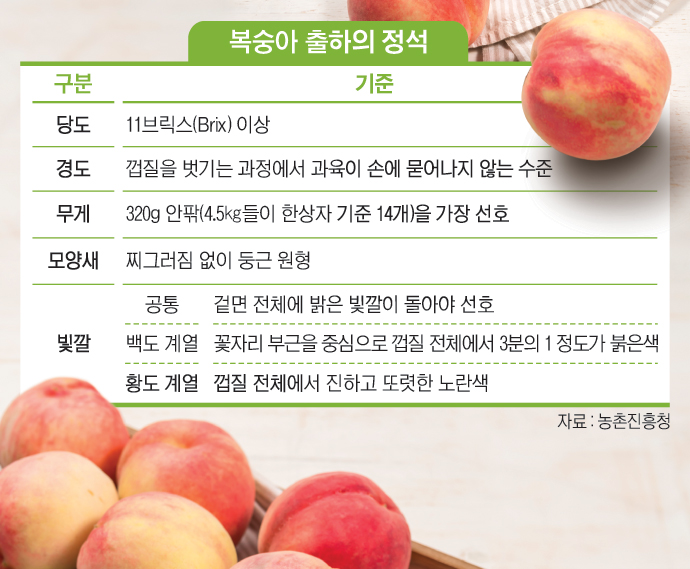 복숭아 출하의 정석
구분 기준
당도 11브릭스(Brix) 이상
경도 껍질을 벗기는 과정에서 과육이 손에 묻어나지 않는 수준
무게 320g 안팎(4.5㎏들이 한상자 기준 14개)을 가장 선호
모양새 찌그러짐 없이 둥근 원형
빛깔
공통 겉면 전체에 밝은 빛깔이 돌아야 선호
백도 계열 꽃자리 부근을 중심으로 껍질 전체에서 3분의 1 정도가 붉은색
황도 계열 껍질 전체에서 진하고 또렷한 노란색
자료 : 농촌진흥청